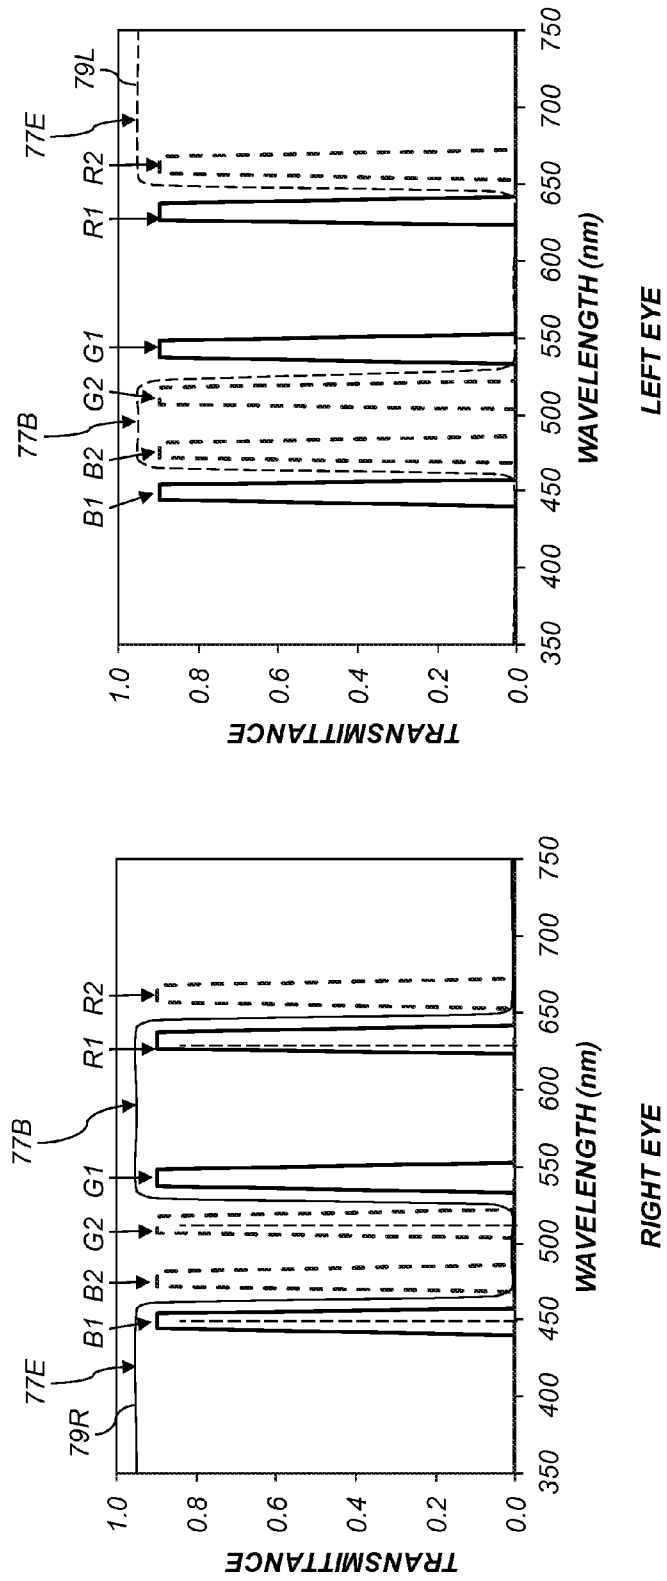 79R
77E
B1
B2
G2
G1
77B
R1
R2
1.0
0.8
0.6
0.4
0.2
0.0
TRANSMITTANCE
350
400
450
500
550
600
650
700
750
WAVELENGTH (nm)
RIGHT EYE
B1
B2
77B
G2
G1
R1
R2
77E
79L
1.0
0.8
0.6
0.4
0.2
0.0
TRANSMITTANCE
350
400
450
500
550
600
650
700
750
WAVELENGTH (nm)
LEFT EYE